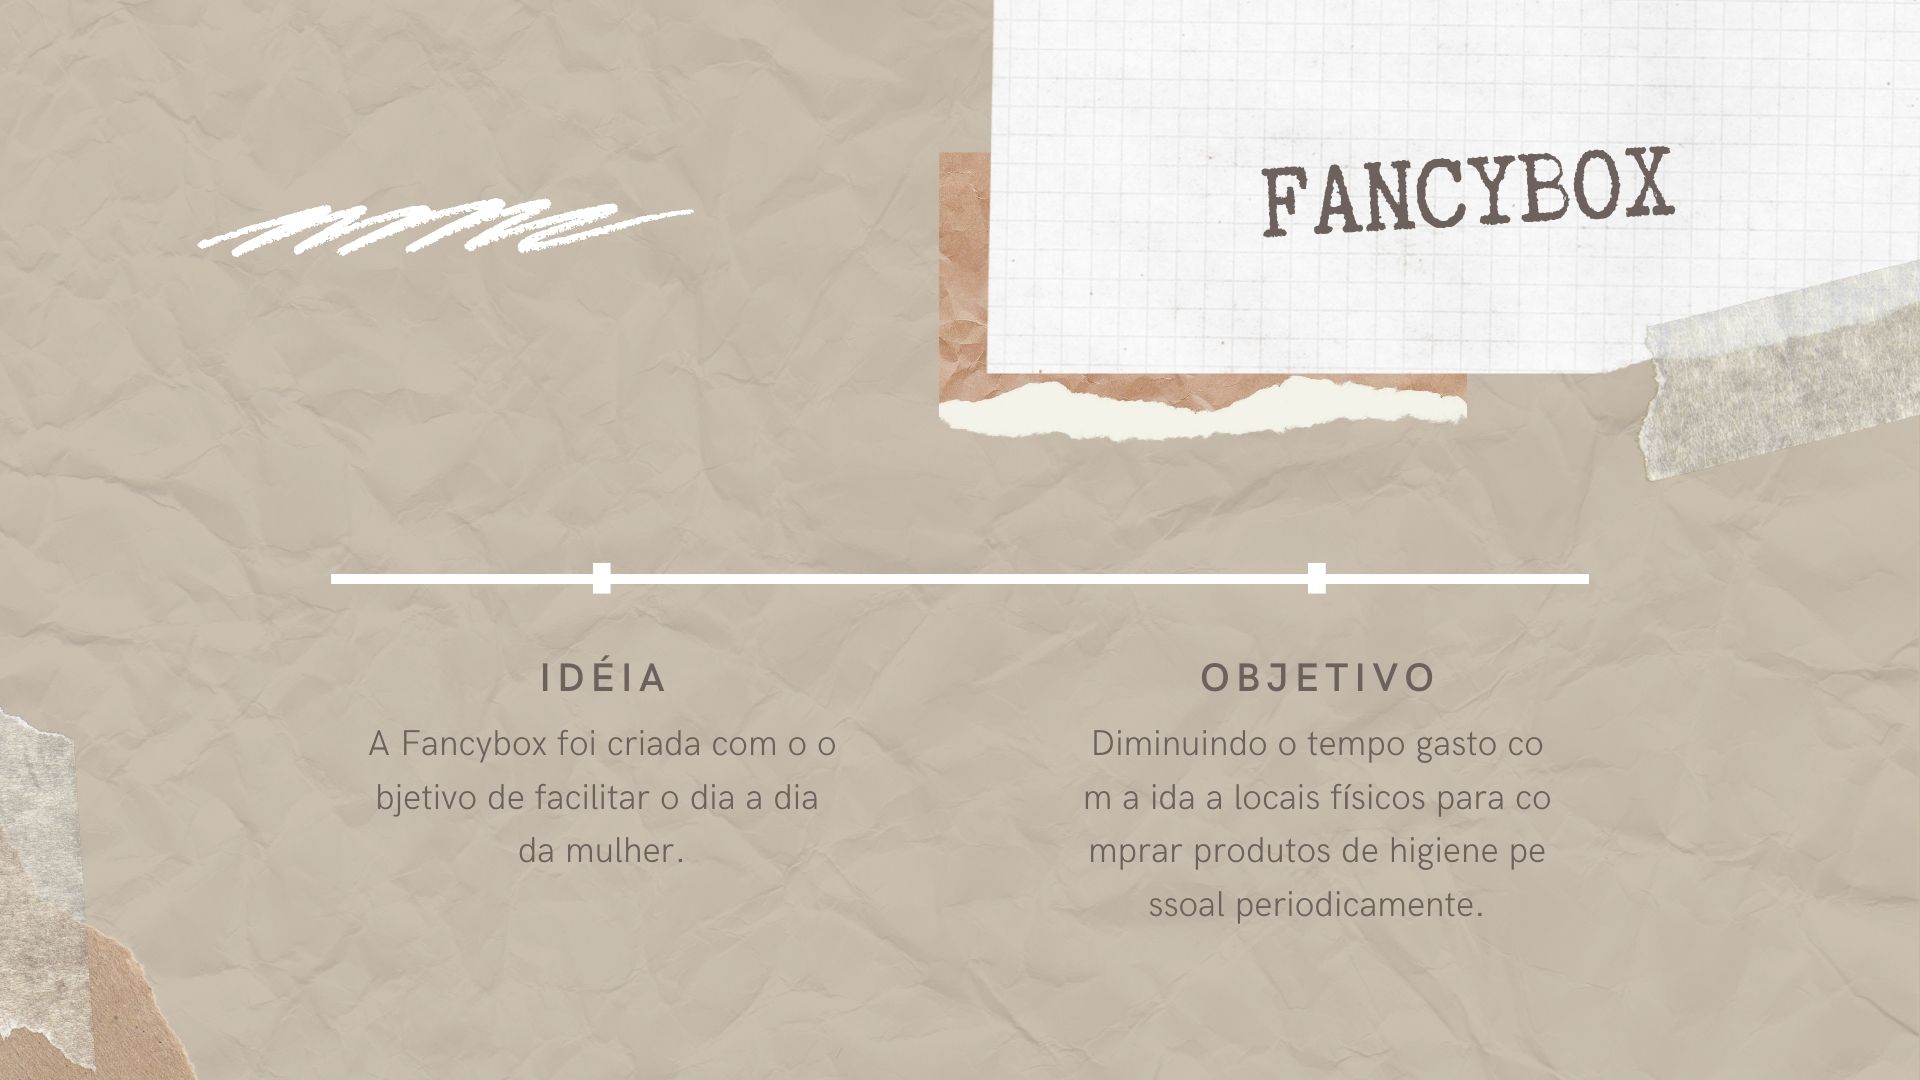 FANCYBOX
IDÉIA
A Fancybox foi criada com o o
bjetivo de facilitar o dia a dia
da mulher.
OBJETIVO
Diminuindo o tempo gasto co
m a ida a locais físicos para co
mprar produtos de higiene pe
ssoal periodicamente.